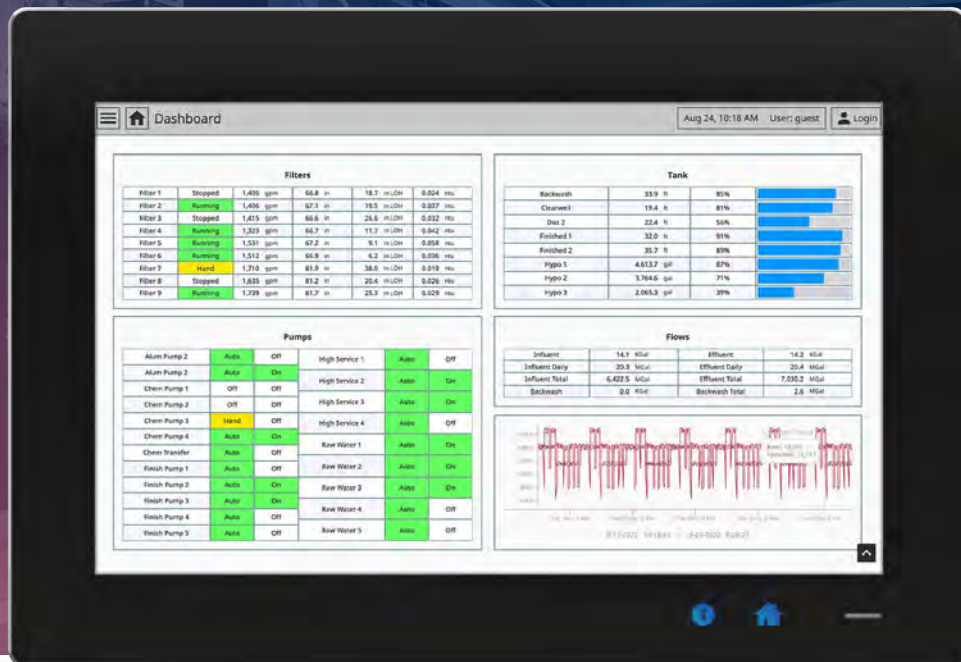 Dashboard
Aug 24, 10:18 AM User: guest
Login
Filters
Filter 1 Stopped 1,405 gpm 66.8 in 18.7 in LOH 0.024 ntu
Filter 2 Running 1,406 gpm 67.1 in 19.5 in LOH 0.037 ntu
Filter 3 Stopped 1,415 gpm 66.6 in 26.6 in LOH 0.032 ntu
Filter 4 Running 1,323 gpm 66.7 in 11.7 in LOH 0.042 ntu
Filter 5 Running 1,531 gpm 67.2 in 9.1 in LOH 0.058 ntu
Filter 6 Running 1,512 gpm 66.9 in 6.2 in LOH 0.036 ntu
Filter 7 Hand 1,710 gpm 81.9 in 38.0 in LOH 0.019 ntu
Filter 8 Stopped 1,635 gpm 81.2 in 20.4 in LOH 0.026 ntu
Filter 9 Running 1,739 gpm 81.7 in 25.3 in LOH 0.029 ntu
Tank
Backwash 33.9 ft 85%
Clearwell 19.4 ft 81%
Dist 2 22.4 ft 56%
Finished 1 32.0 ft 91%
Finished 2 35.7 ft 89%
Hypo 1 4,613.7 gal 87%
Hypo 2 3,764.6 gal 71%
Hypo 3 2,065.3 gal 39%
Pumps
Alum Pump 2 Auto Off
Alum Pump 2 Auto On
Chem Pump 1 Off Off
Chem Pump 2 Off Off
Chem Pump 3 Hand Off
Chem Pump 4 Auto On
Chem Transfer Auto Off
Finish Pump 1 Auto Off
Finish Pump 2 Auto On
Finish Pump 3 Auto On
Finish Pump 4 Auto Off
Finish Pump 5 Auto Off
High Service 1 Auto Off
High Service 2 Auto On
High Service 3 Auto On
High Service 4 Auto Off
Raw Water 1 Auto On
Raw Water 2 Auto On
Raw Water 3 Auto On
Raw Water 4 Auto Off
Raw Water 5 Auto Off
Flows
Influent 14.1 KGal Effluent 14.2 KGal
Influent Daily 20.3 MGal Effluent Daily 20.4 MGal
Influent Total 6,422.5 MGal Effluent Total 7,030.2 MGal
Backwash 0.0 KGal Backwash Total 2.6 MGal